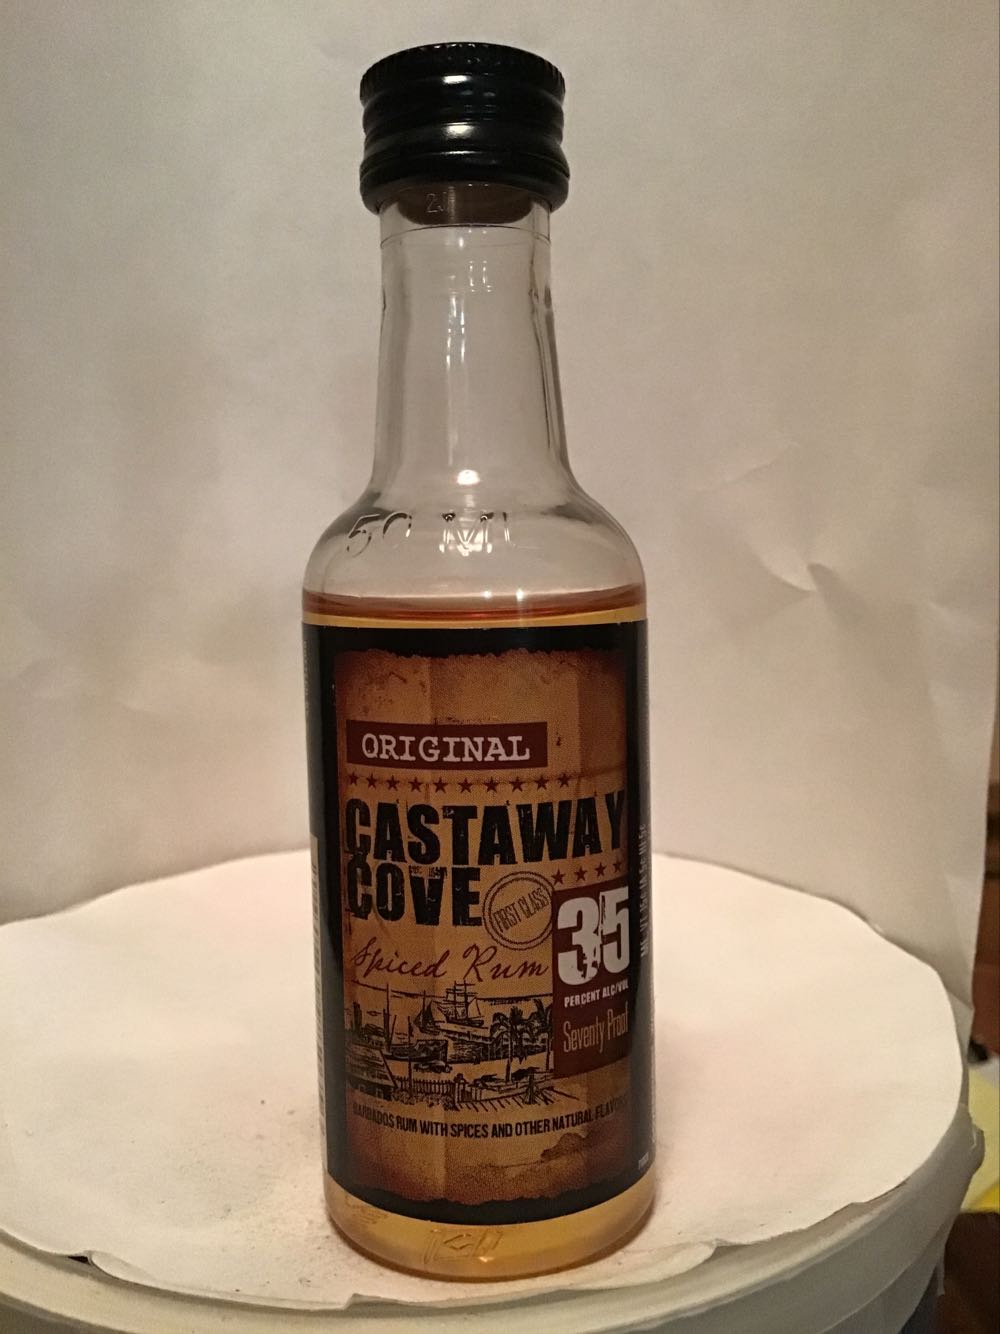 50 ML
ORIGINAL
CASTAWAY
COVE
FIRST CLASS
35
PERCENT ALC/VOL
Spiced Rum
Seventy Proof
BARBADOS RUM WITH SPICES AND OTHER NATURAL FLAVORS